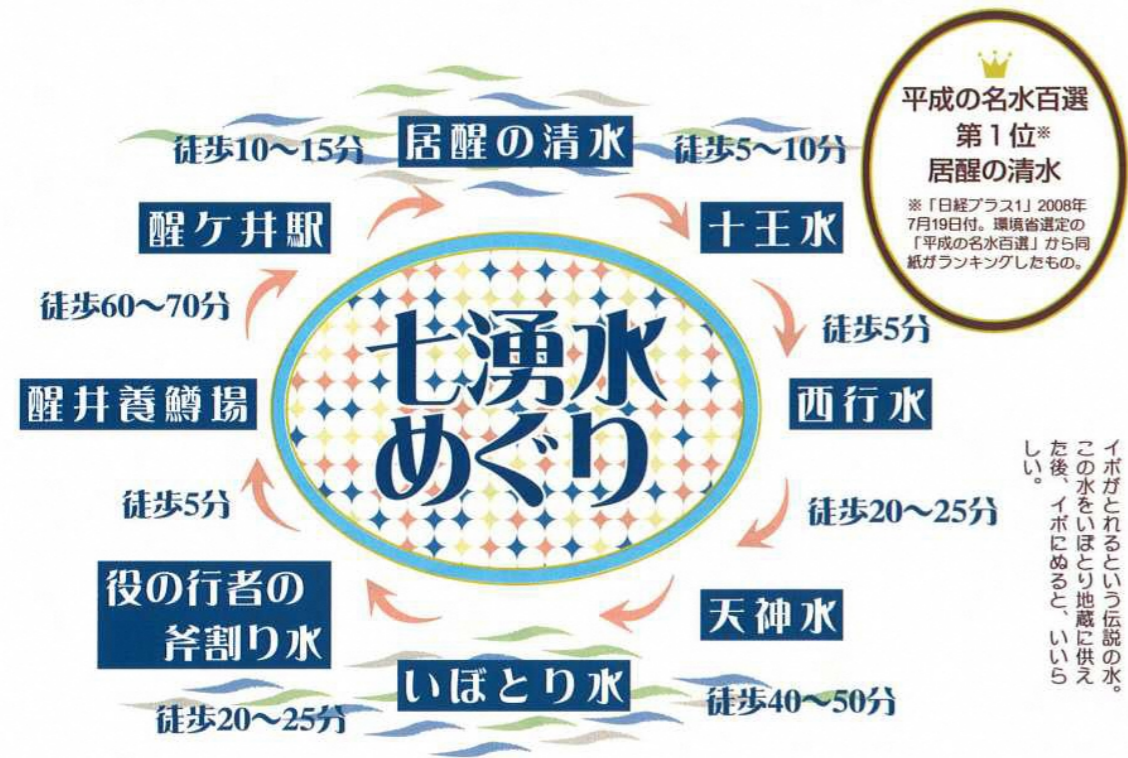 平成の名水百選
第1位※
居醒の清水
※「日経プラス1」2008年
7月19日付。環境省選定の
「平成の名水百選」から同
紙がランキングしたもの。
七湧水
めぐり
醒ケ井駅
徒歩10〜15分
居醒の清水
徒歩5〜10分
十王水
徒歩5分
西行水
徒歩20〜25分
天神水
徒歩40〜50分
いぼとり水
徒歩20〜25分
役の行者の
斧割り水
徒歩5分
醒井養鱒場
徒歩60〜70分
イボがとれるという伝説の水。
この水をいぼとり地蔵に供え
た後、イボにぬると、いいら
しい。